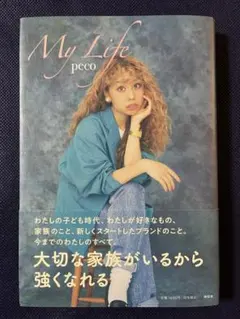 My Life
peco
わたしの子ども時代、わたしが好きなもの、
家族のこと、新しくスタートしたブランドのこと。
今までのわたしのすべて。
大切な家族がいるから
強くなれる